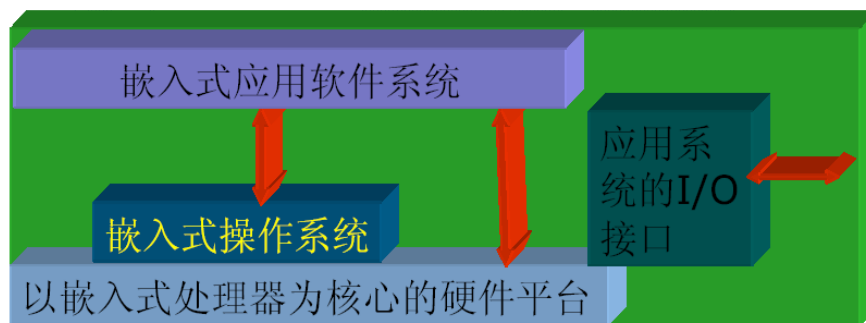 嵌入式应用软件系统
应用系
统的I/O
接口
嵌入式操作系统
以嵌入式处理器为核心的硬件平台